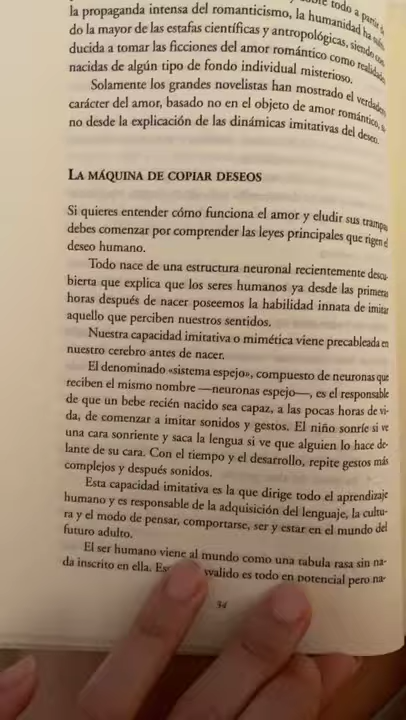 sobre todo a partir de
la propaganda intensa del romanticismo, la humanidad ha
do la mayor de las estafas científicas y antropológicas, siendo
ducida a tomar las ficciones del amor romántico como realidades
nacidas de algún tipo de fondo individual misterioso.
Solamente los grandes novelistas han mostrado el verdadero
carácter del amor, basado no en el objeto de amor romántico,
no desde la explicación de las dinámicas imitativas del deseo.
LA MÁQUINA DE COPIAR DESEOS
Si quieres entender cómo funciona el amor y eludir sus trampas
debes comenzar por comprender las leyes principales que rigen el
deseo humano.
Todo nace de una estructura neuronal recientemente descu-
bierta que explica que los seres humanos ya desde las primeras
horas después de nacer poseemos la habilidad innata de imitar
aquello que perciben nuestros sentidos.
Nuestra capacidad imitativa o mimética viene precableada en
nuestro cerebro antes de nacer.
El denominado «sistema espejo», compuesto de neuronas que
reciben el mismo nombre —neuronas espejo—, es el responsable
de que un bebe recién nacido sea capaz, a las pocas horas de vi-
da, de comenzar a imitar sonidos y gestos. El niño sonríe si ve
una cara sonriente y saca la lengua si ve que alguien lo hace de-
lante de su cara. Con el tiempo y el desarrollo, repite gestos más
complejos y después sonidos.
Esta capacidad imitativa es la que dirige todo el aprendizaje
humano y es responsable de la adquisición del lenguaje, la cultu-
ra y el modo de pensar, comportarse, ser y estar en el mundo del
futuro adulto.
El ser humano viene al mundo como una tabula rasa sin na-
da inscrito en ella. es todo en potencial pero na-
34